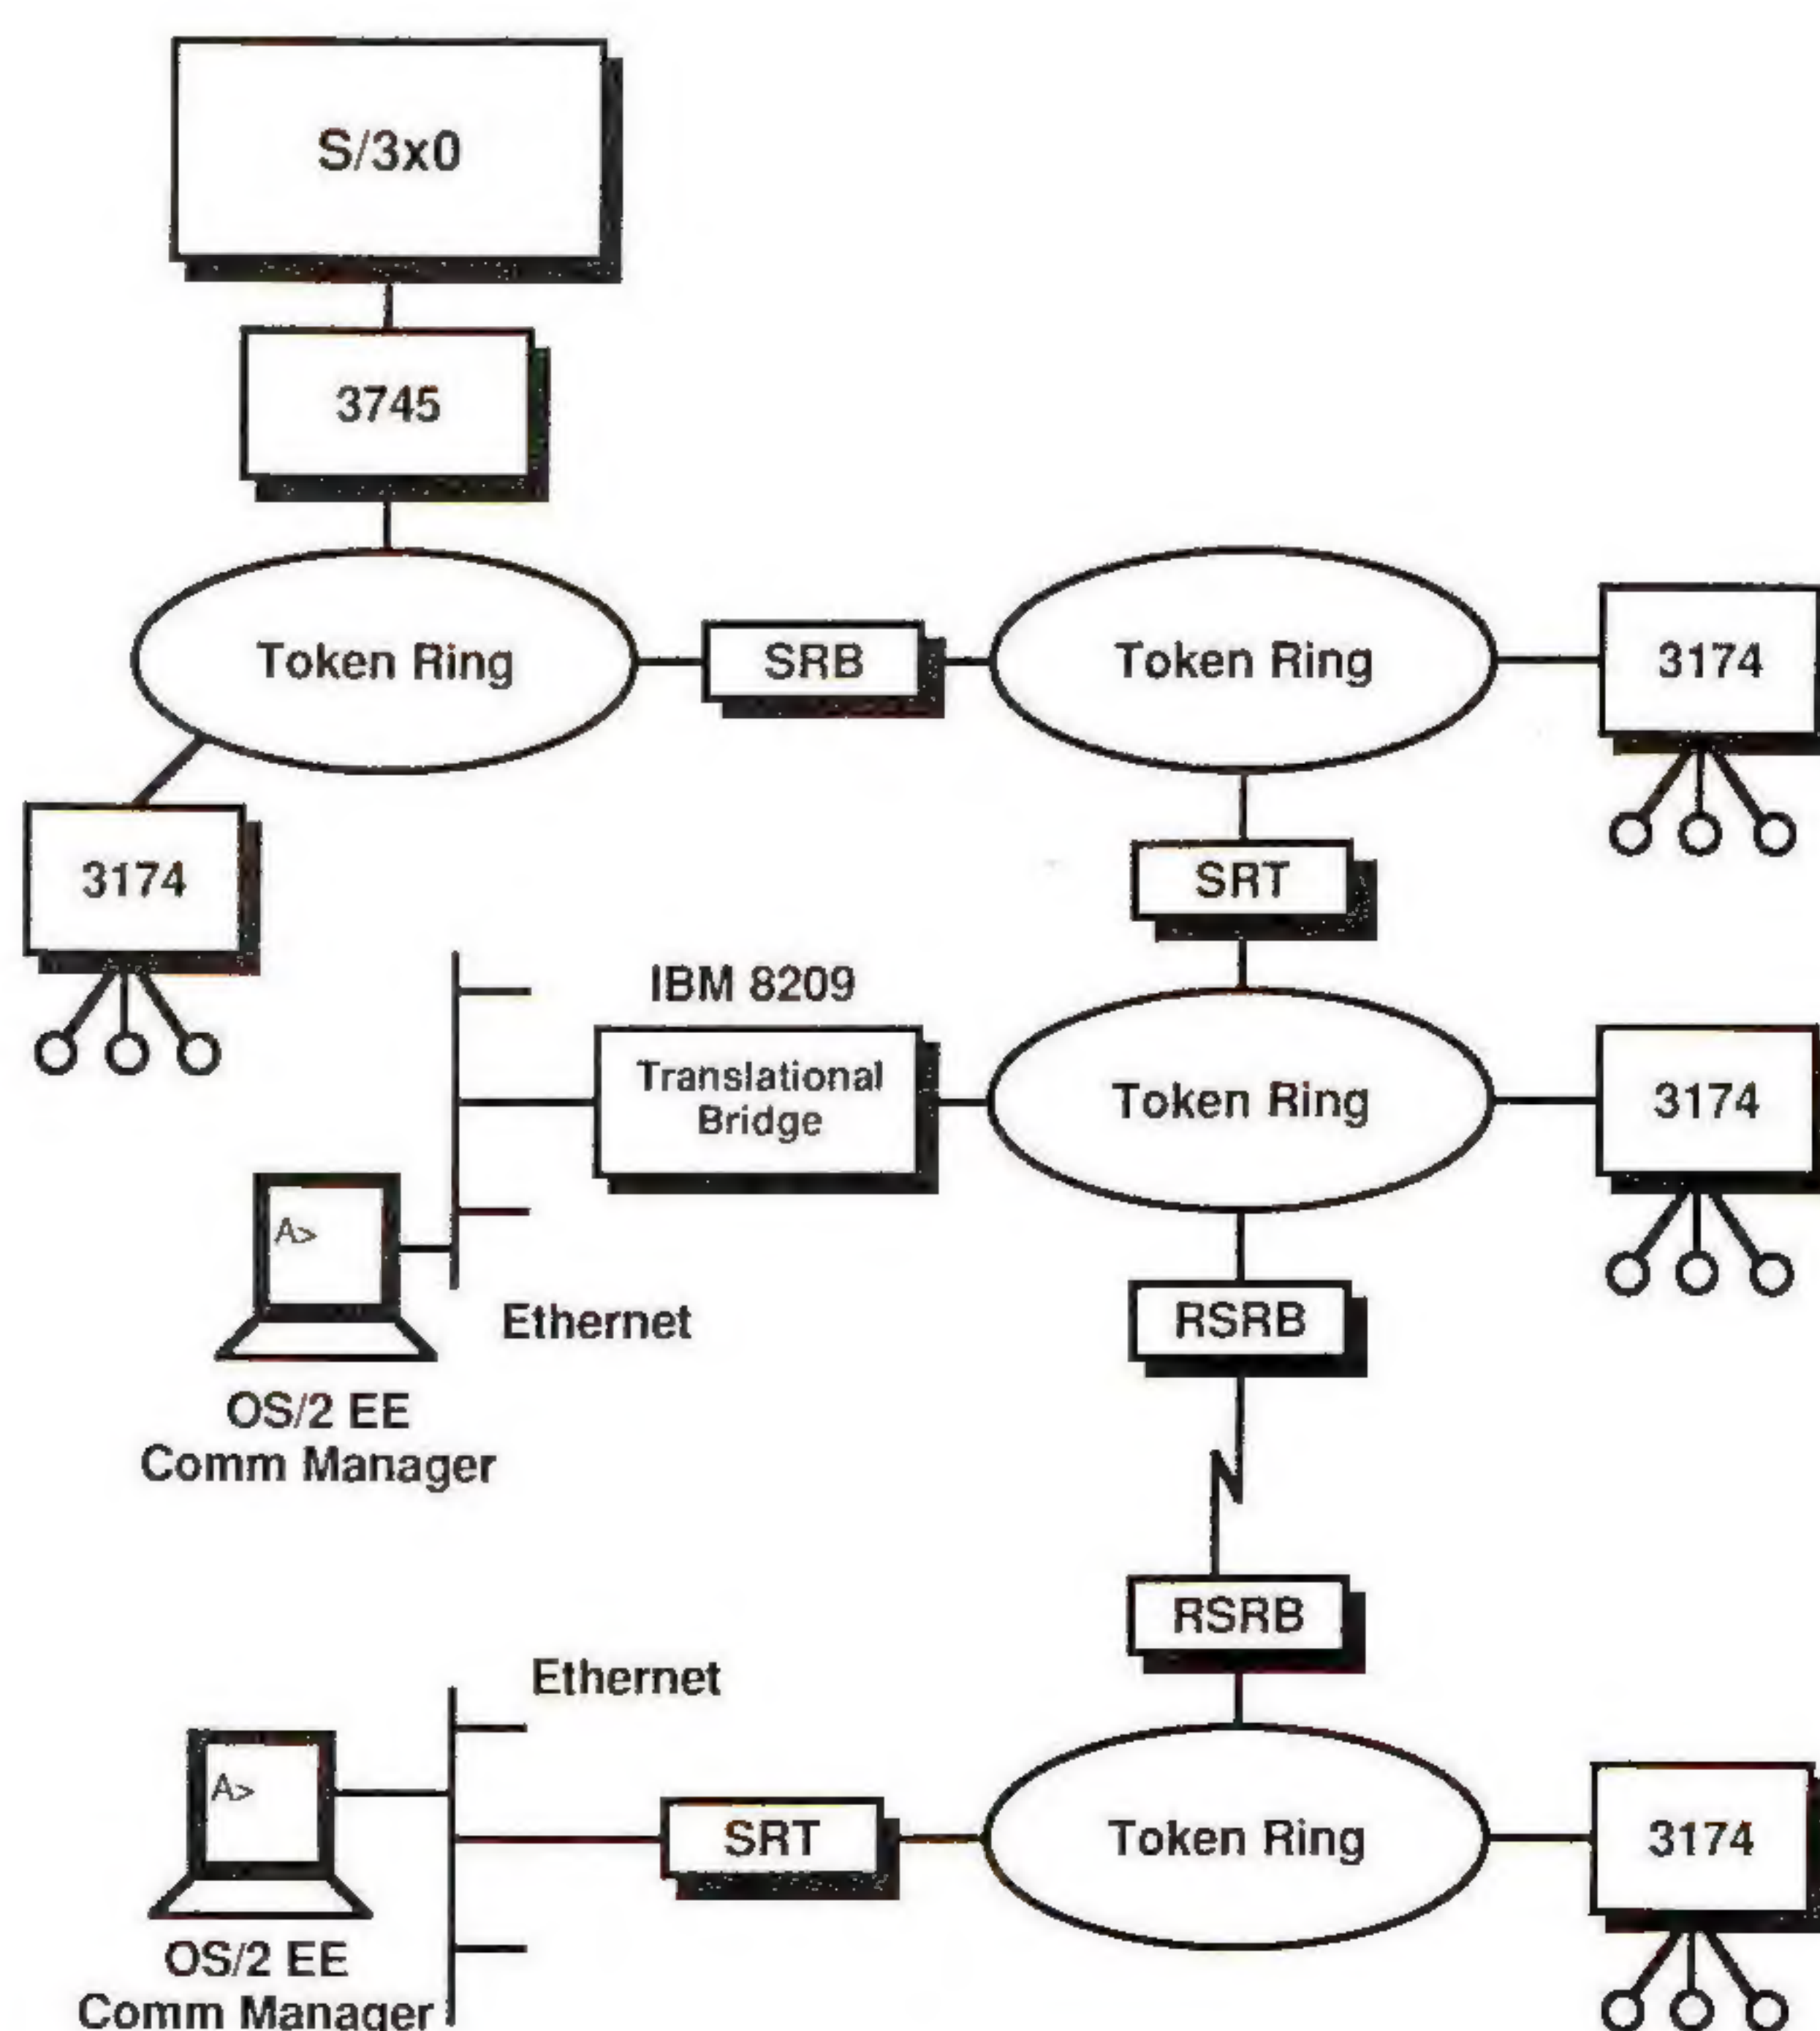 S/3x0
3745
Token Ring
SRB
Token Ring
3174
3174
SRT
IBM 8209
Translational
Bridge
Token Ring
3174
A>
Ethernet
RSRB
OS/2 EE
Comm Manager
RSRB
Ethernet
A>
SRT
Token Ring
3174
OS/2 EE
Comm Manager